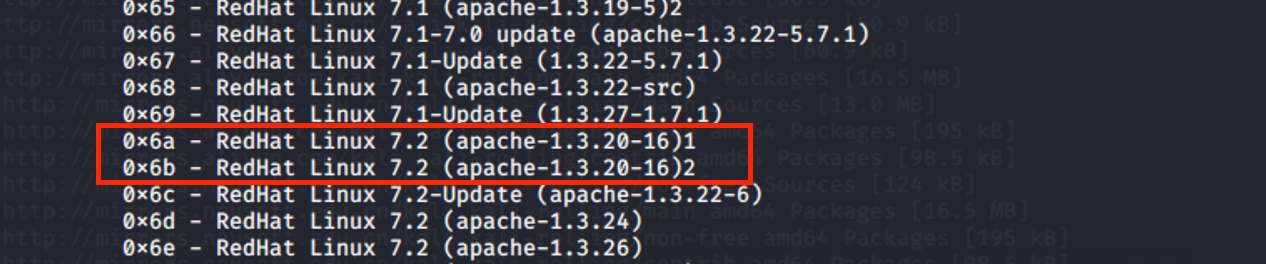 0x65 - RedHat Linux 7.1 (apache-1.3.19-5)2
0x66 - RedHat Linux 7.1-7.0 update (apache-1.3.22-5.7.1)
0x67 - RedHat Linux 7.1-Update (1.3.22-5.7.1)
0x68 - RedHat Linux 7.1 (apache-1.3.22-src)
0x69 - RedHat Linux 7.1-Update (1.3.27-1.7.1)
0x6a - RedHat Linux 7.2 (apache-1.3.20-16)1
0x6b - RedHat Linux 7.2 (apache-1.3.20-16)2
0x6c - RedHat Linux 7.2-Update (apache-1.3.22-6)
0x6d - RedHat Linux 7.2 (apache-1.3.24)
0x6e - RedHat Linux 7.2 (apache-1.3.26)